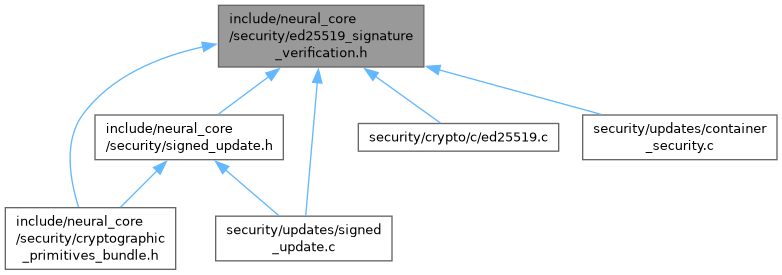 include/neural_core
/security/ed25519_signature
_verification.h
include/neural_core
/security/signed_update.h
security/crypto/c/ed25519.c
security/updates/container
_security.c
include/neural_core
/security/cryptographic
_primitives_bundle.h
security/updates/signed
_update.c